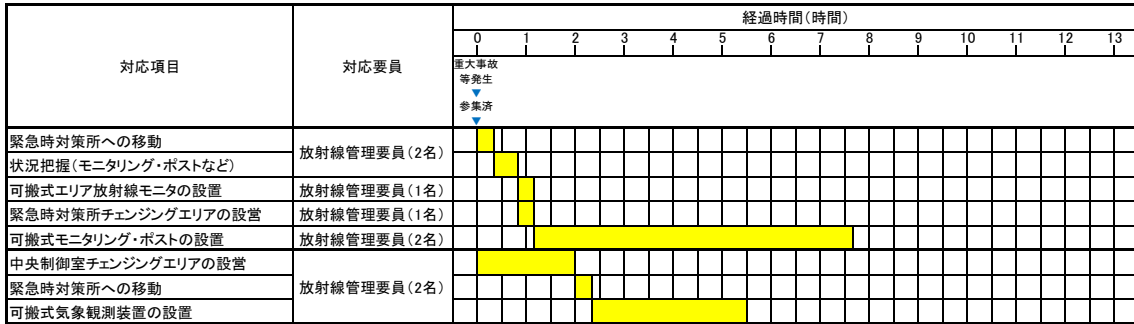 対応項目
対応要員
経過時間(時間)
0 1 2 3 4 5 6 7 8 9 10 11 12 13
重大事故
等発生
▼
参集済
▼
緊急時対策所への移動
放射線管理要員(2名)
状況把握(モニタリング・ポストなど)
可搬式エリア放射線モニタの設置
放射線管理要員(1名)
緊急時対策所チェンジングエリアの設営
放射線管理要員(1名)
可搬式モニタリング・ポストの設置
放射線管理要員(2名)
中央制御室チェンジングエリアの設営
緊急時対策所への移動
放射線管理要員(2名)
可搬式気象観測装置の設置